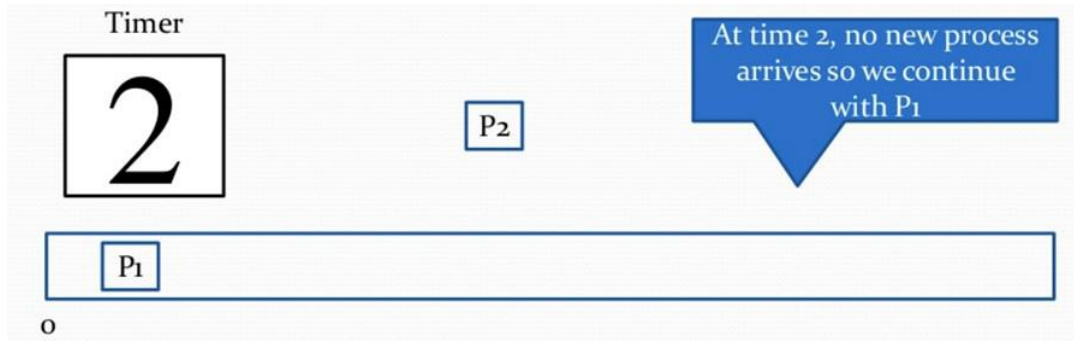 Timer
2
P2
At time 2, no new process
arrives so we continue
with P1
P1
0